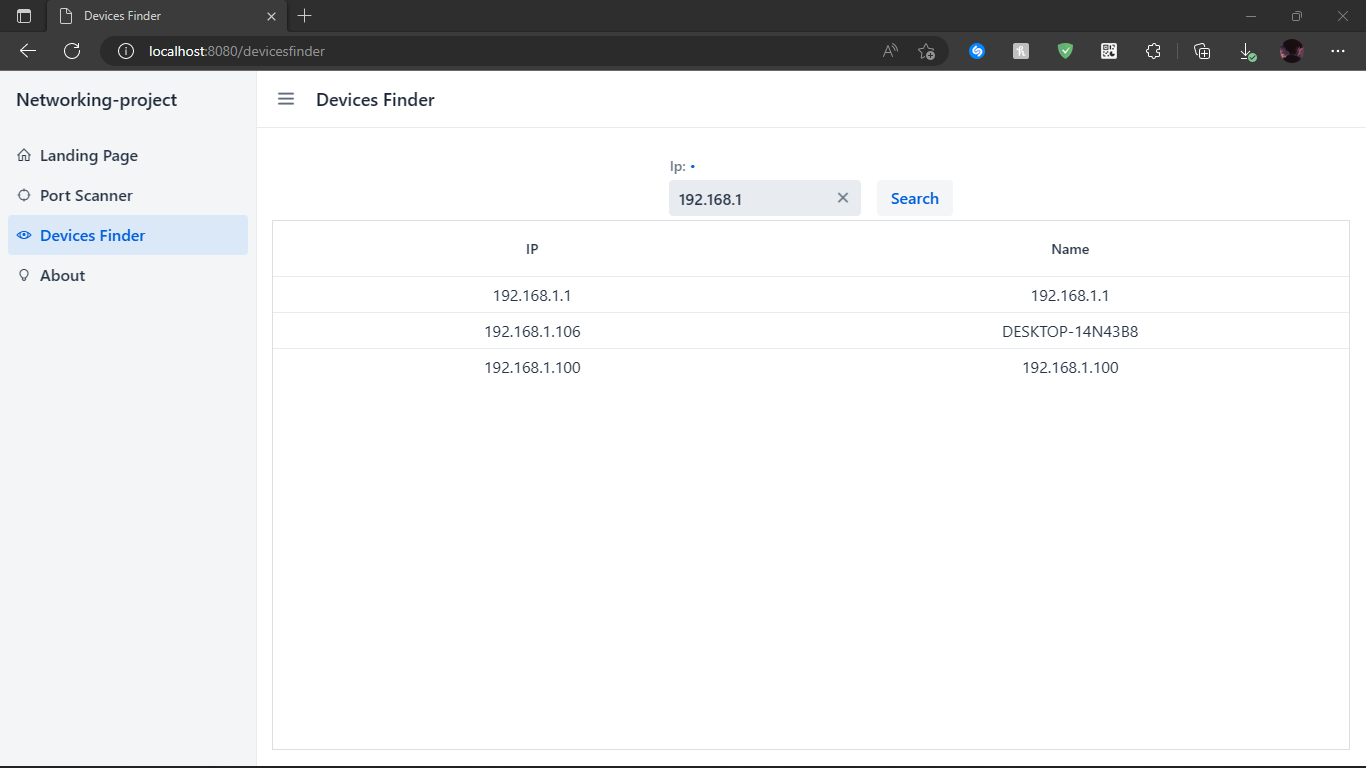 Devices Finder
localhost:8080/devicesfinder
Networking-project
Devices Finder
Landing Page
Port Scanner
Devices Finder
About
Ip: •
192.168.1
Search
IP Name
192.168.1.1 192.168.1.1
192.168.1.106 DESKTOP-14N43B8
192.168.1.100 192.168.1.100